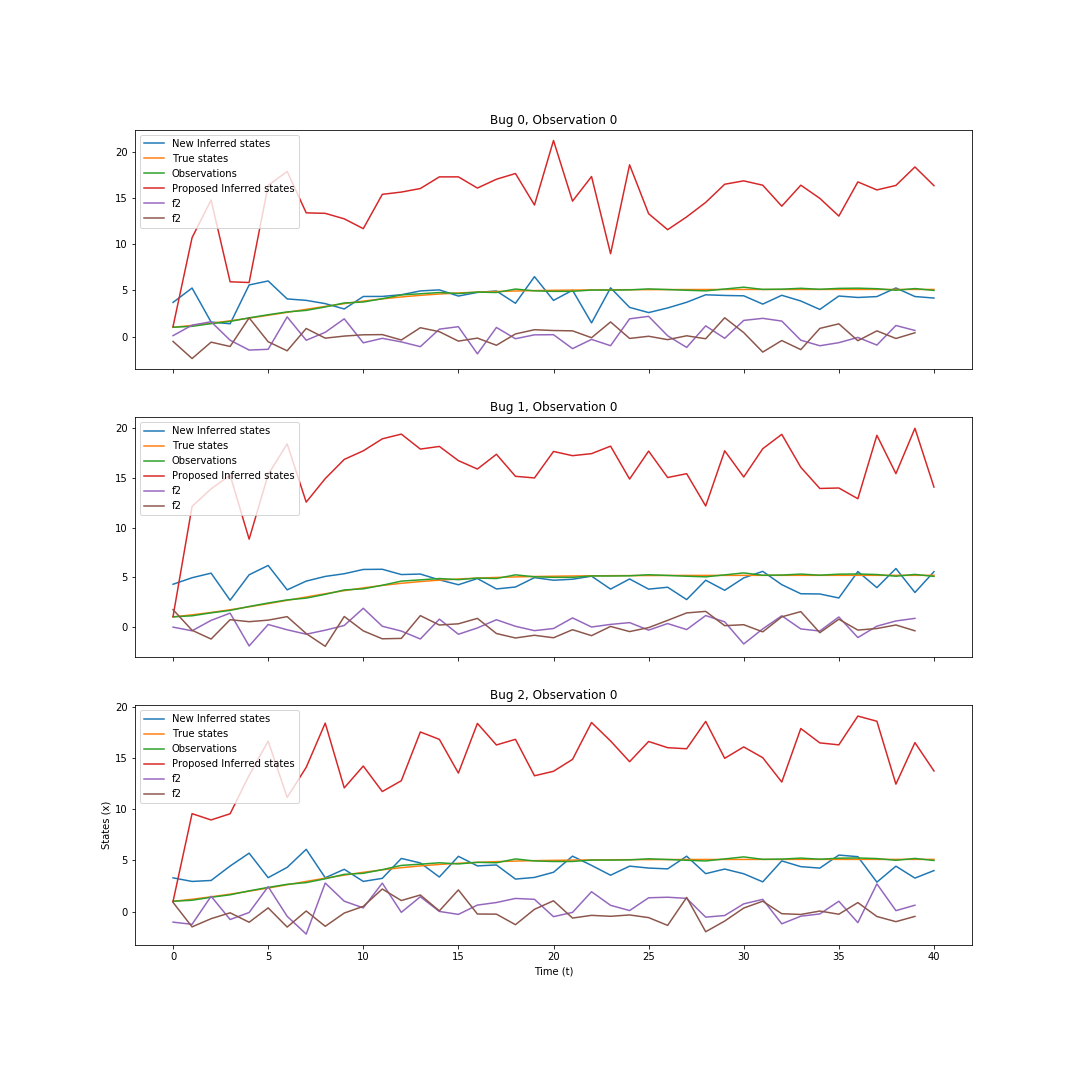 Bug 0, Observation 0
20
15
10
5
0
New Inferred states
True states
Observations
Proposed Inferred states
f2
f2
Bug 1, Observation 0
20
15
10
5
0
New Inferred states
True states
Observations
Proposed Inferred states
f2
f2
Bug 2, Observation 0
20
15
10
5
0
States (x)
New Inferred states
True states
Observations
Proposed Inferred states
f2
f2
0 5 10 15 20 25 30 35 40
Time (t)